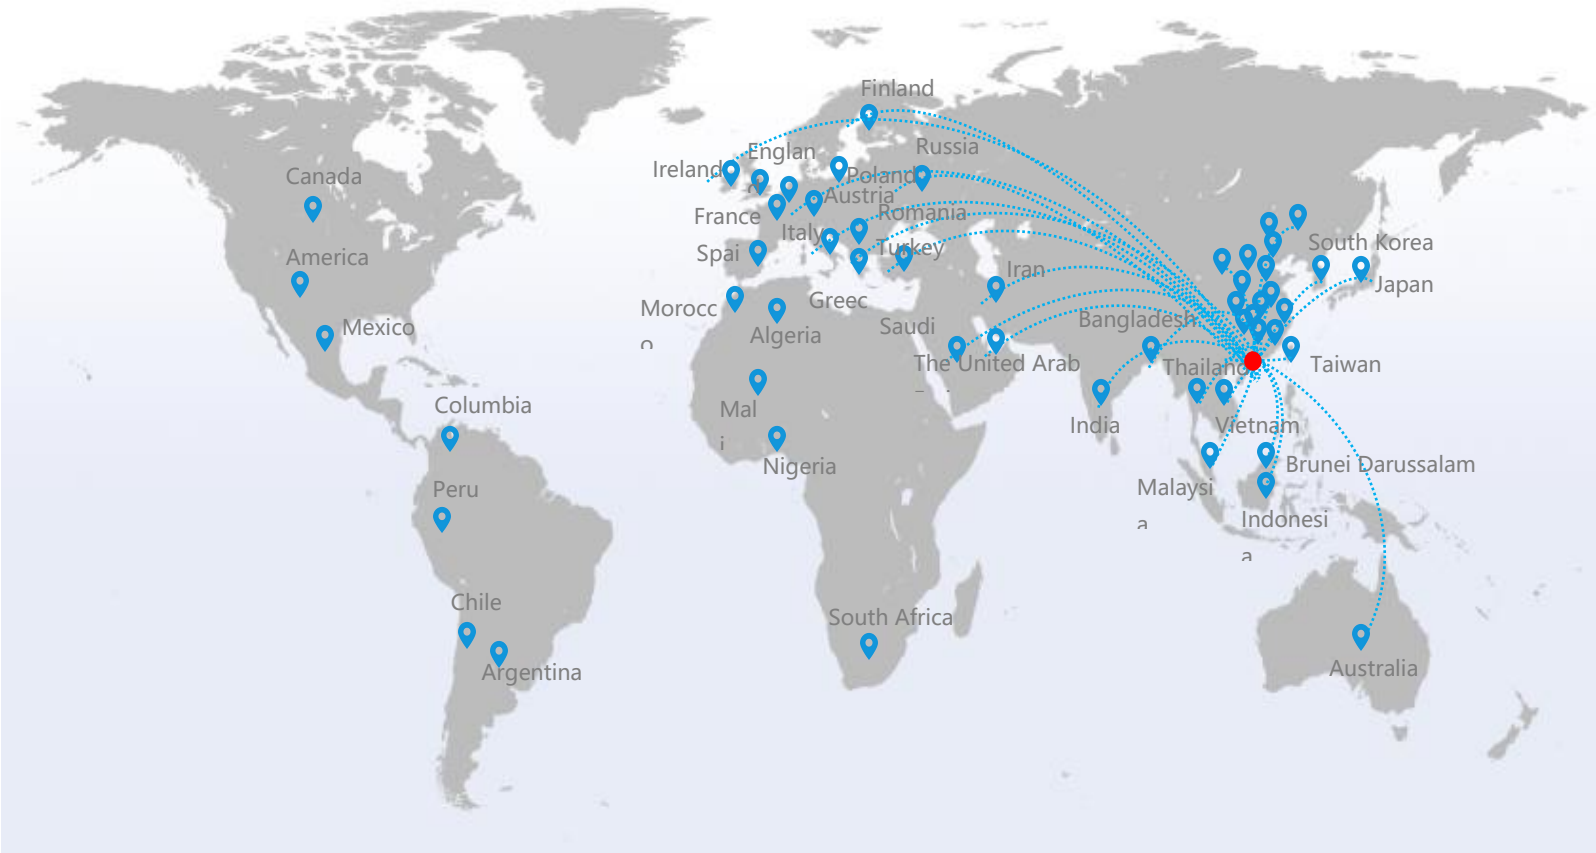 Finland
Englan
d
Russia
Ireland
Poland
Canada
Austria
France
Romania
Italy
South Korea
Spai
Turkey
America
Iran
Japan
Morocc
o
Greec
Algeria
Saudi
Bangladesh
Mexico
The United Arab
Thailand
Taiwan
Columbia
Mal
i
India
Vietnam
Nigeria
Brunei Darussalam
Peru
Malaysi
a
Indonesi
a
Chile
South Africa
Argentina
Australia